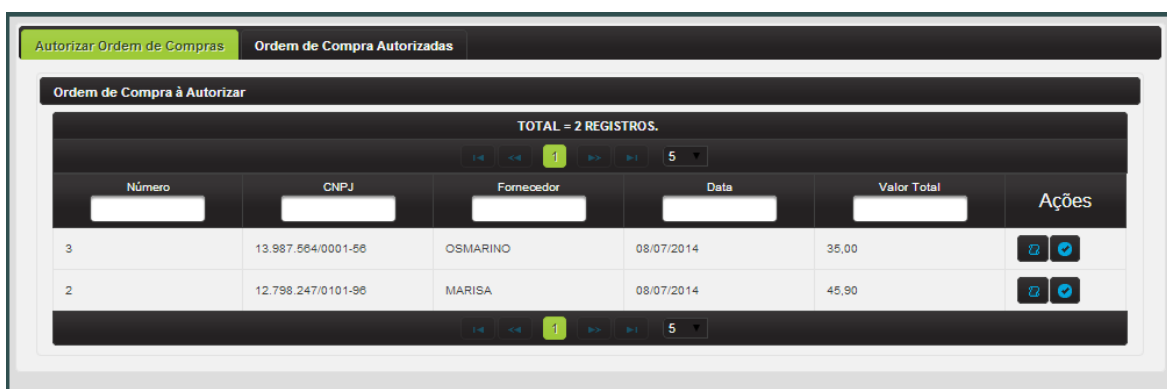 Autorizar Ordem de Compras Ordem de Compra Autorizadas
Ordem de Compra à Autorizar
TOTAL = 2 REGISTROS.
1 5
Número CNPJ Fornecedor Data Valor Total Ações
3 13.987.564/0001-56 OSMARINO 08/07/2014 35,00
2 12.798.247/0101-96 MARISA 08/07/2014 45,90
1 5